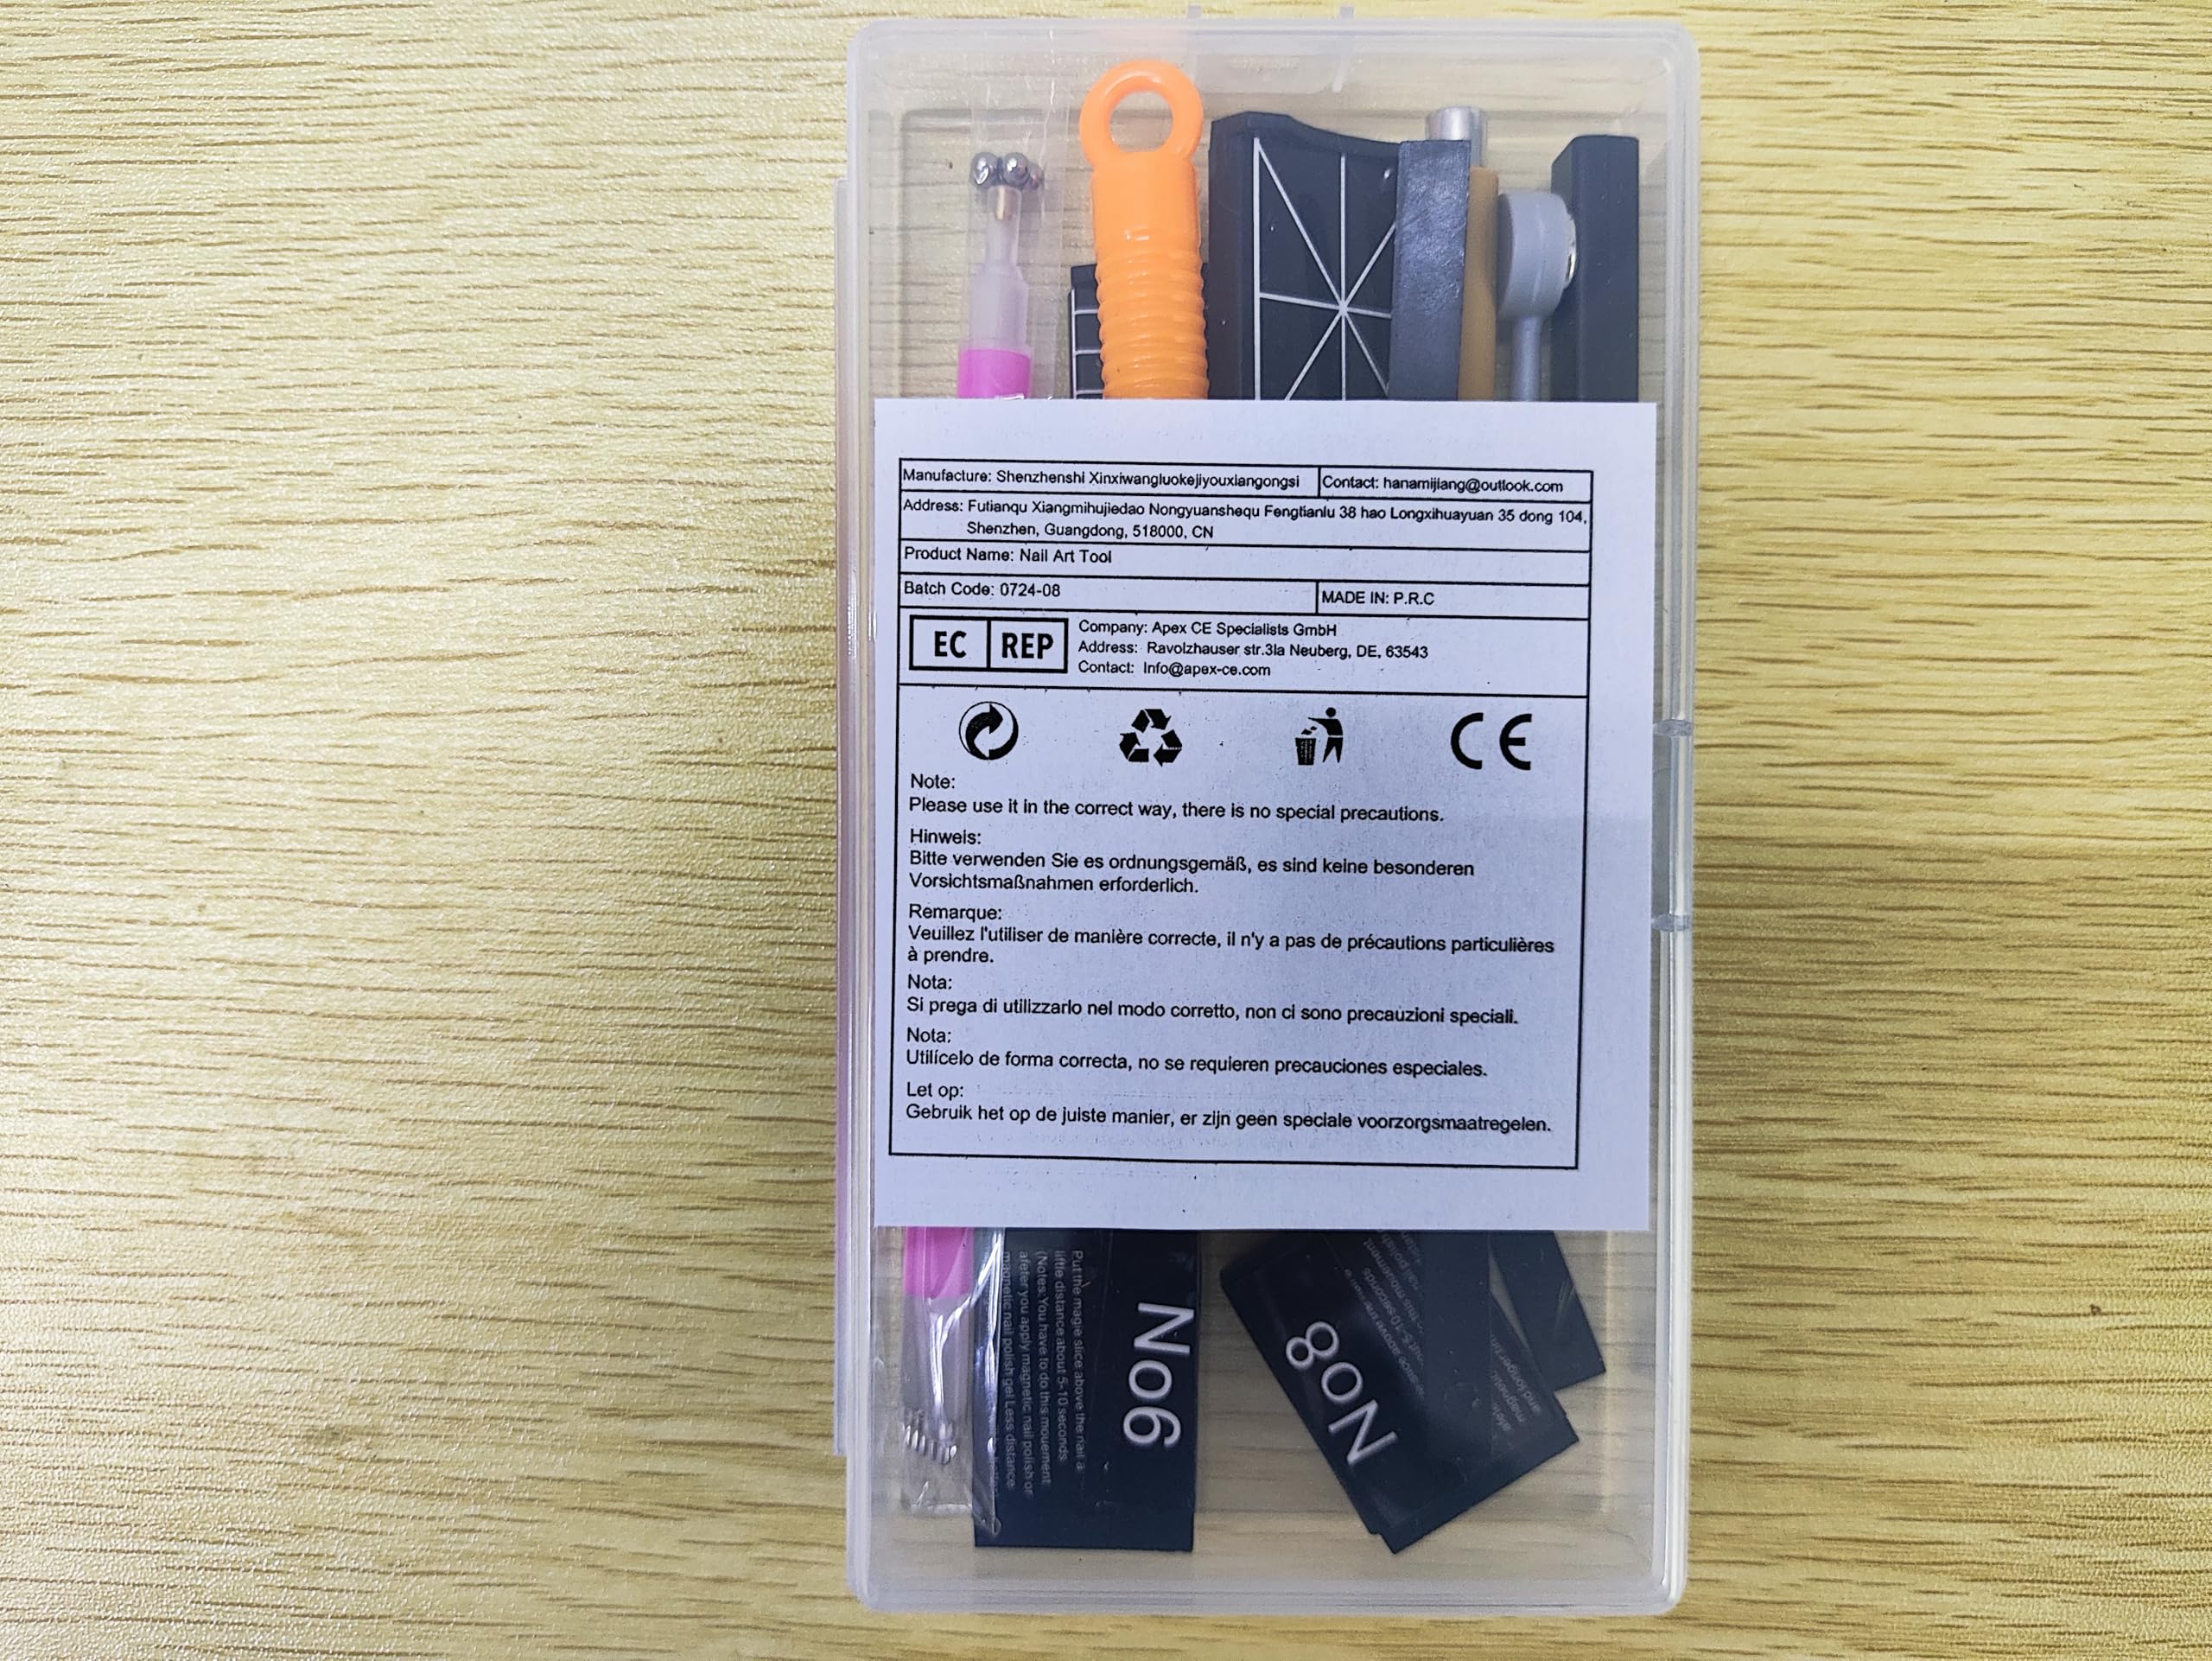 Manufacture: Shenzhenshi Xinxiwangluokejiyouxiangongsi
Contact: hanamijiang@outlook.com
Address: Futianqu Xiangmihujiedao Nongyuanshequ Fengtianlu 38 hao Longxihuayuan 35 dong 104,
Shenzhen, Guangdong, 518000, CN
Product Name: Nail Art Tool
Batch Code: 0724-08
MADE IN: P.R.C
EC REP
Company: Apex CE Specialists GmbH
Address: Ravolzhauser str.3la Neuberg, DE, 63543
Contact: Info@apex-ce.com
CE
Note:
Please use it in the correct way, there is no special precautions.
Hinweis:
Bitte verwenden Sie es ordnungsgemäß, es sind keine besonderen
Vorsichtsmaßnahmen erforderlich.
Remarque:
Veuillez l'utiliser de manière correcte, il n'y a pas de précautions particulières
à prendre.
Nota:
Si prega di utilizzarlo nel modo corretto, non ci sono precauzioni speciali.
Nota:
Utilícelo de forma correcta, no se requieren precauciones especiales.
Let op:
Gebruik het op de juiste manier, er zijn geen speciale voorzorgsmaatregelen.
No6
Put the magie slice above the nail a
little distance about 5-10 seconds
(Notes:You have to do this mouement
afeter you apply magnetic nail polish or
magnetic nail polish gel Less distance
No8